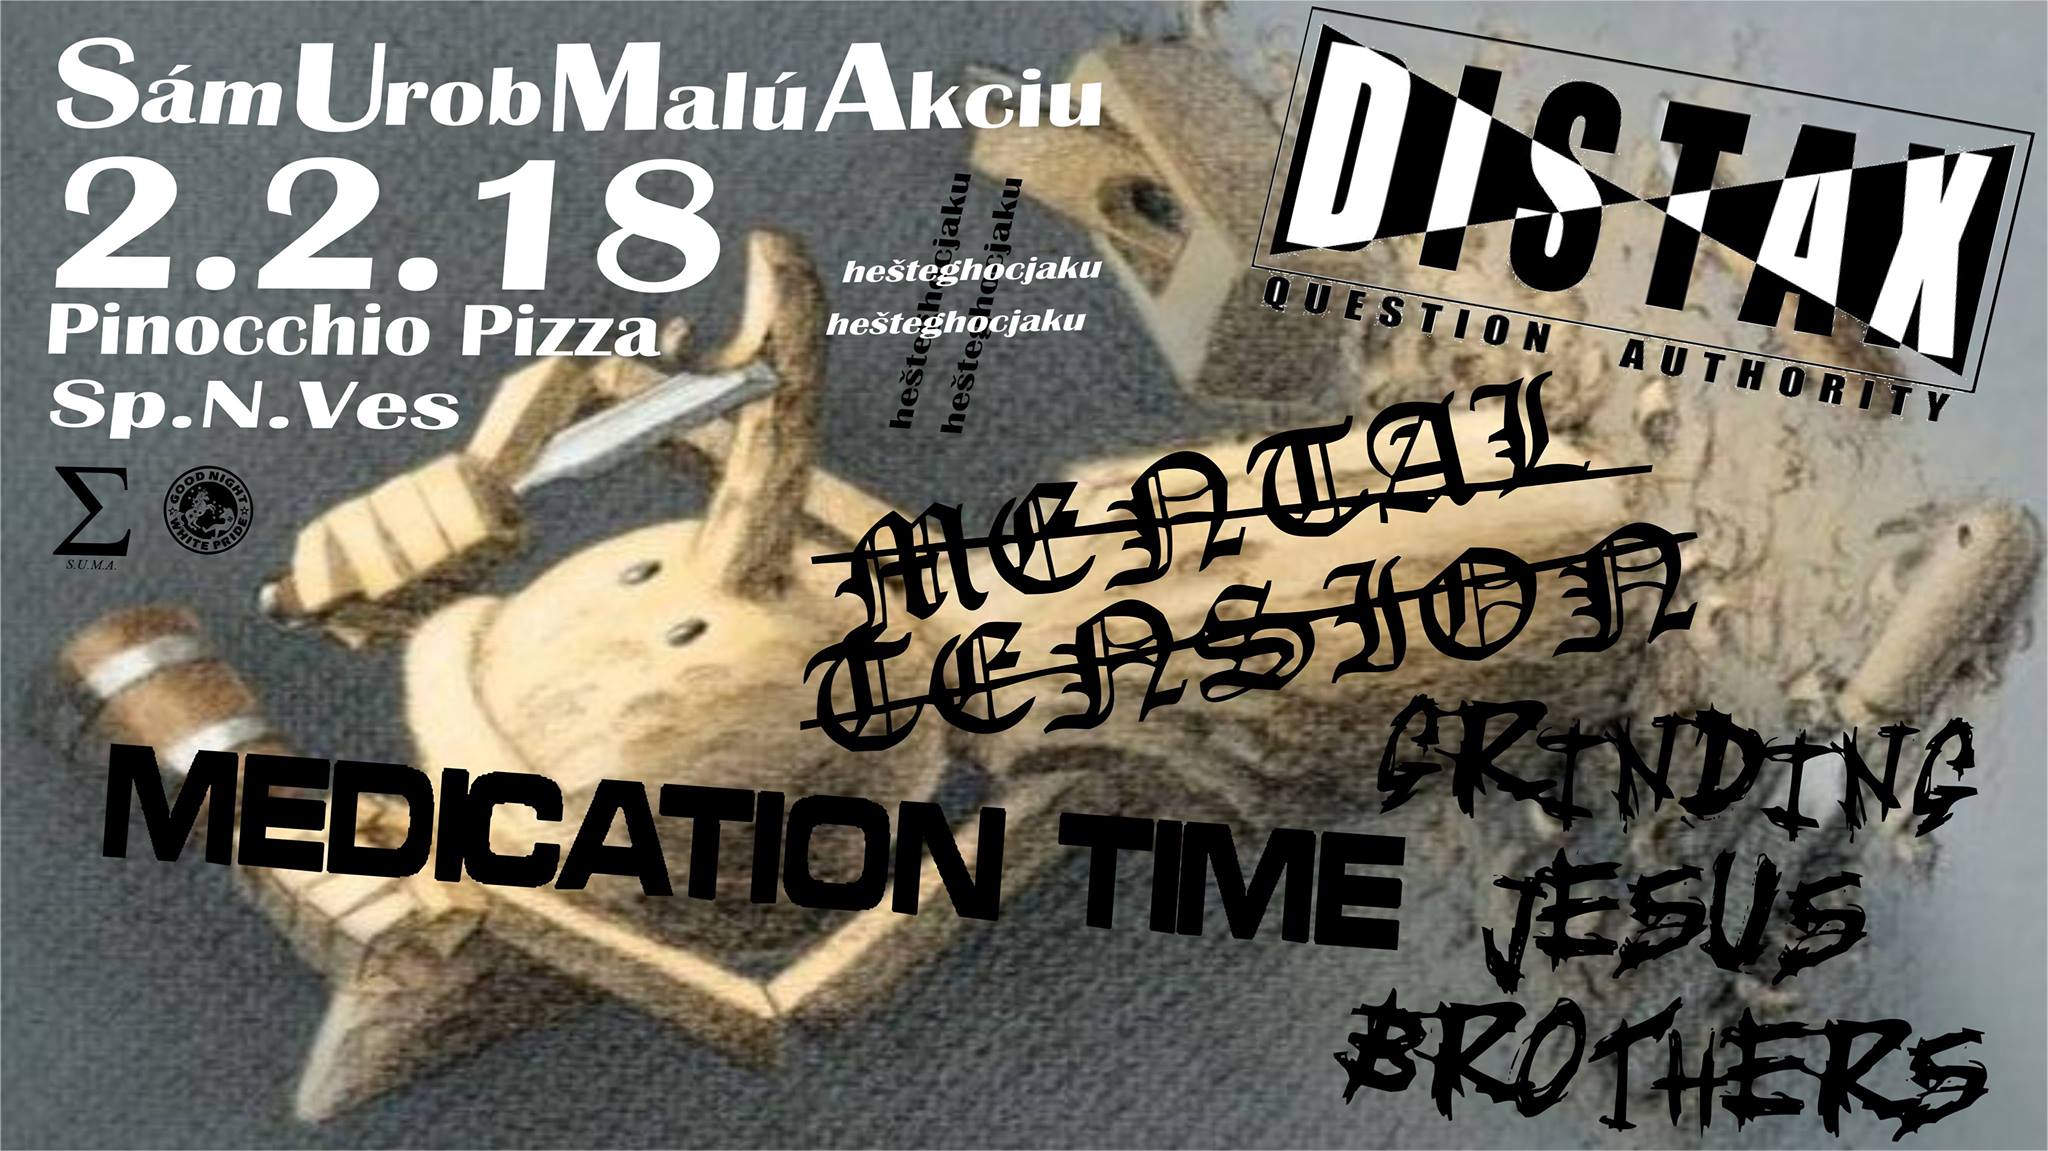 SámUrobMalúAkciu
2.2.18
Pinocchio Pizza
Sp.N.Ves
Σ
S.U.M.A.
GOOD NIGHT
WHITE PRIDE
hešteghocjaku
hešteghocjaku
hešteghocjaku
hešteghocjaku
DISTAX
QUESTION AUTHORITY
MENTAL
TENSION
MEDICATION TIME
GRINDING
JESUS
BROTHERS